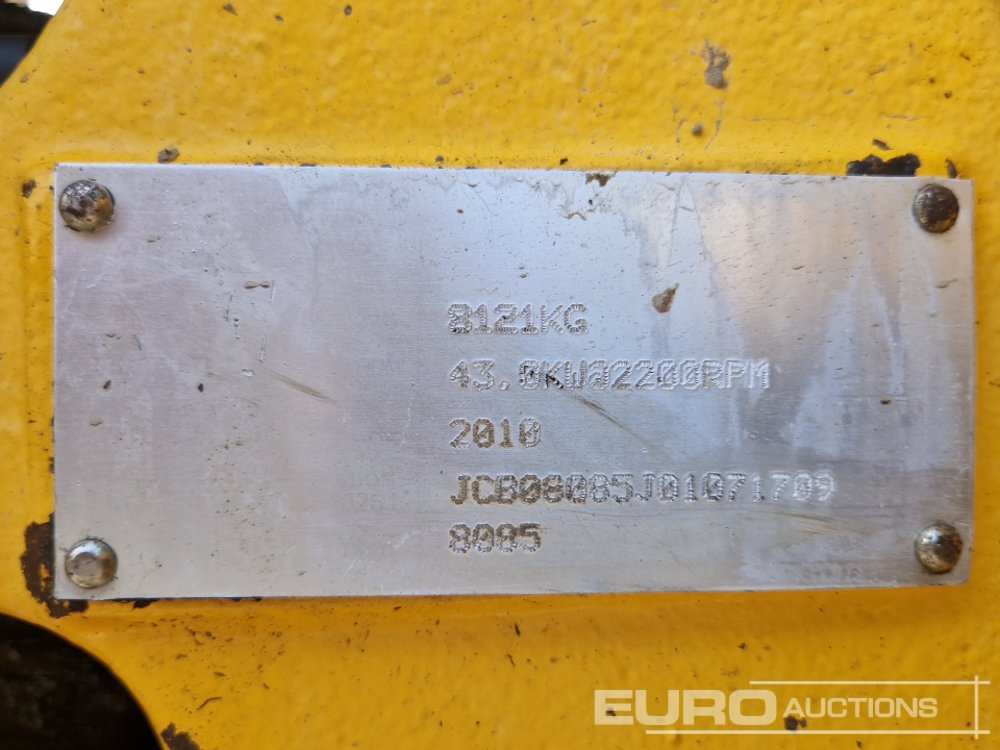 8121KG
43.0KW@2200RPM
2010
JCB08085J01071709
8085
EURO AUCTIONS